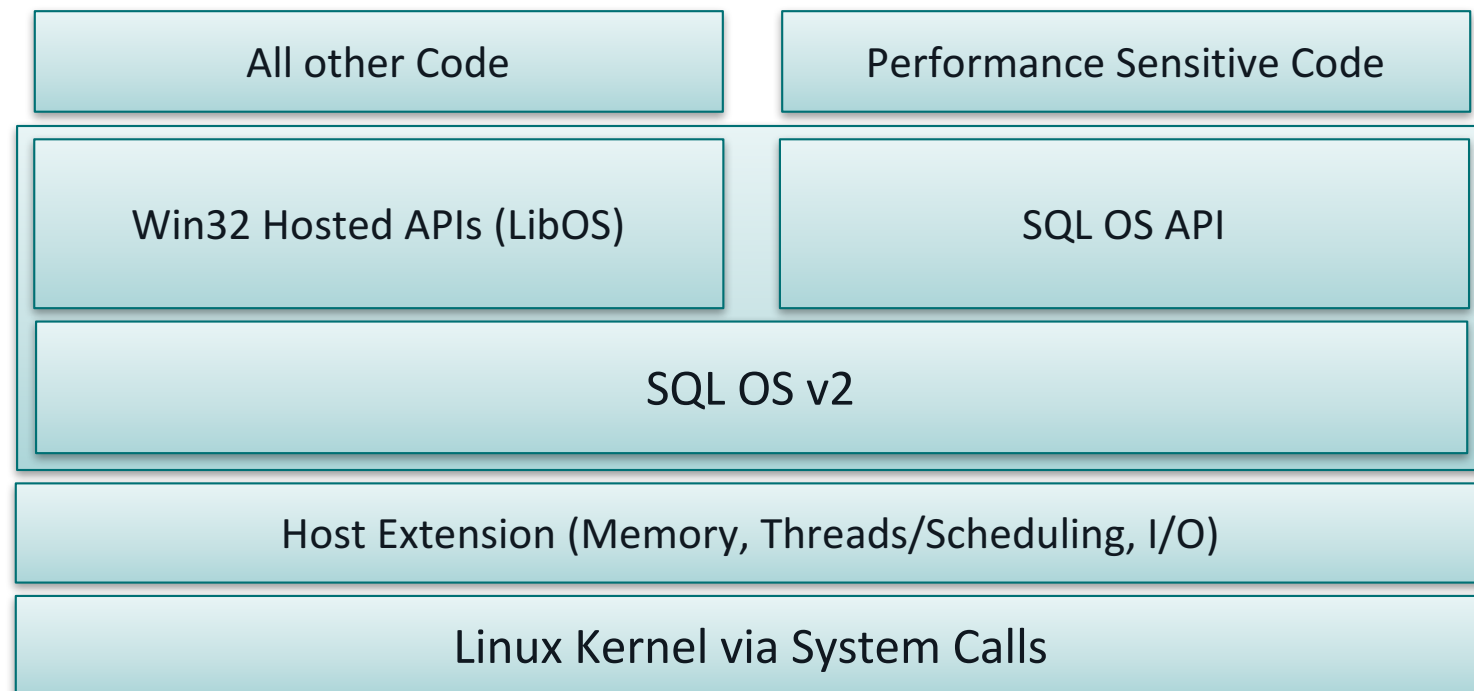 All other Code
Performance Sensitive Code
Win32 Hosted APIs (LibOS)
SQL OS API
SQL OS v2
Host Extension (Memory, Threads/Scheduling, I/O)
Linux Kernel via System Calls